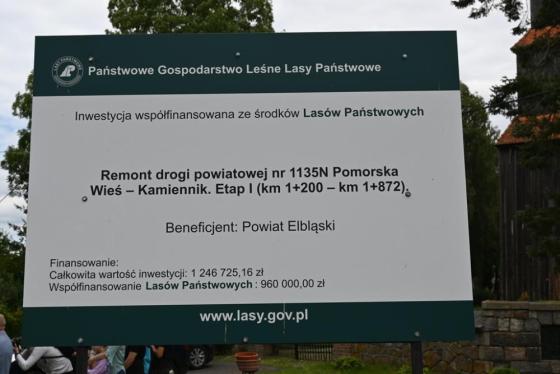 LASY PAŃSTWOWE
Państwowe Gospodarstwo Leśne Lasy Państwowe
Inwestycja współfinansowana ze środków Lasów Państwowych
Remont drogi powiatowej nr 1135N Pomorska
Wieś – Kamiennik. Etap I (km 1+200 – km 1+872).
Beneficjent: Powiat Elbląski
Finansowanie:
Całkowita wartość inwestycji: 1 246 725,16 zł
Współfinansowanie Lasów Państwowych : 960 000,00 zł
www.lasy.gov.pl